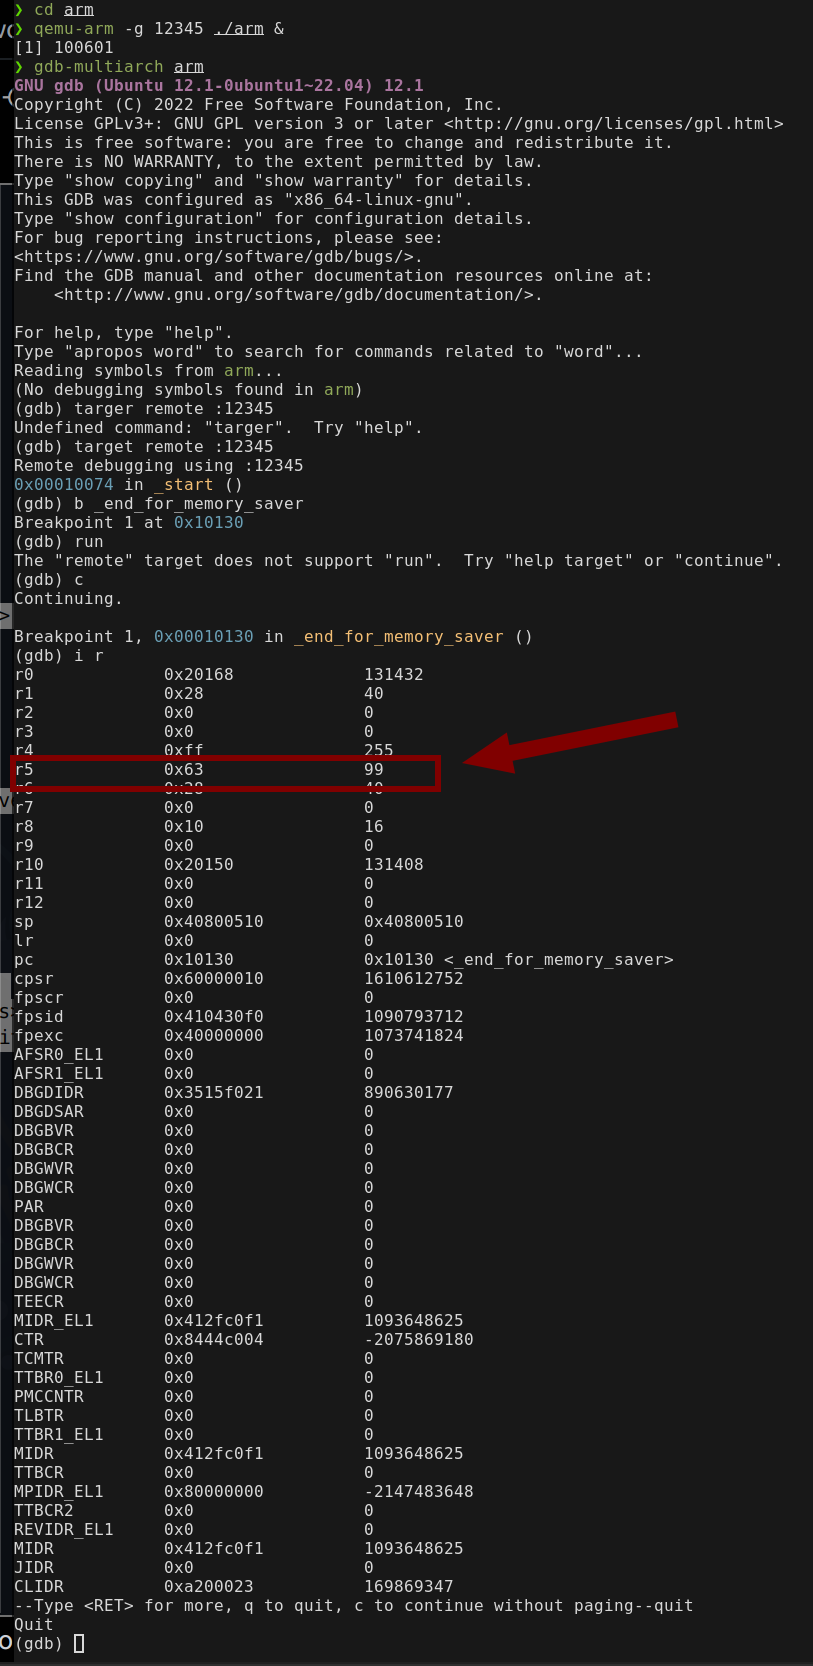 ❯ cd arm
❯ qemu-arm -g 12345 ./arm &
[1] 100601
❯ gdb-multiarch arm
GNU gdb (Ubuntu 12.1-0ubuntu1~22.04) 12.1
Copyright (C) 2022 Free Software Foundation, Inc.
License GPLv3+: GNU GPL version 3 or later <http://gnu.org/licenses/gpl.html>
This is free software: you are free to change and redistribute it.
There is NO WARRANTY, to the extent permitted by law.
Type "show copying" and "show warranty" for details.
This GDB was configured as "x86_64-linux-gnu".
Type "show configuration" for configuration details.
For bug reporting instructions, please see:
<https://www.gnu.org/software/gdb/bugs/>.
Find the GDB manual and other documentation resources online at:
    <http://www.gnu.org/software/gdb/documentation/>.
For help, type "help".
Type "apropos word" to search for commands related to "word"...
Reading symbols from arm...
(No debugging symbols found in arm)
(gdb) targer remote :12345
Undefined command: "targer".  Try "help".
(gdb) target remote :12345
Remote debugging using :12345
0x00010074 in _start ()
(gdb) b _end_for_memory_saver
Breakpoint 1 at 0x10130
(gdb) run
The "remote" target does not support "run".  Try "help target" or "continue".
(gdb) c
Continuing.
Breakpoint 1, 0x00010130 in _end_for_memory_saver ()
(gdb) i r
r0 0x20168 131432
r1 0x28 40
r2 0x0 0
r3 0x0 0
r4 0xff 255
r5 0x63 99
r6 0x28 40
r7 0x0 0
r8 0x10 16
r9 0x0 0
r10 0x20150 131408
r11 0x0 0
r12 0x0 0
sp 0x40800510 0x40800510
lr 0x0 0
pc 0x10130 0x10130 <_end_for_memory_saver>
cpsr 0x60000010 1610612752
fpscr 0x0 0
fpsid 0x410430f0 1090793712
fpexc 0x40000000 1073741824
AFSR0_EL1 0x0 0
AFSR1_EL1 0x0 0
DBGDIDR 0x3515f021 890630177
DBGDSAR 0x0 0
DBGBVR 0x0 0
DBGBCR 0x0 0
DBGWVR 0x0 0
DBGWCR 0x0 0
PAR 0x0 0
DBGBVR 0x0 0
DBGBCR 0x0 0
DBGWVR 0x0 0
DBGWCR 0x0 0
TEECR 0x0 0
MIDR_EL1 0x412fc0f1 1093648625
CTR 0x8444c004 -2075869180
TCMTR 0x0 0
TTBR0_EL1 0x0 0
PMCCNTR 0x0 0
TLBTR 0x0 0
TTBR1_EL1 0x0 0
MIDR 0x412fc0f1 1093648625
TTBCR 0x0 0
MPIDR_EL1 0x80000000 -2147483648
TTBCR2 0x0 0
REVIDR_EL1 0x0 0
MIDR 0x412fc0f1 1093648625
JIDR 0x0 0
CLIDR 0xa200023 169869347
--Type <RET> for more, q to quit, c to continue without paging--quit
Quit
(gdb)